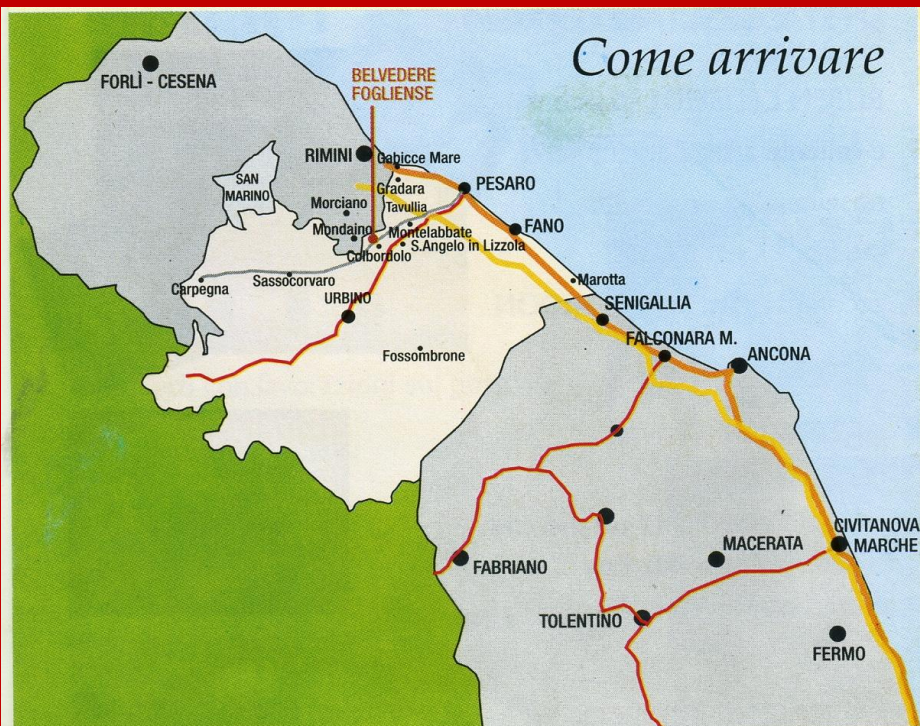 Come arrivare
FORLÌ - CESENA
BELVEDERE
FOGLIENSE
RIMINI
Gabicce Mare
SAN
MARINO
Gradara
PESARO
Morciano
Tavullia
Mondaino
Montelabbate
FANO
Colbordolo
S.Angelo in Lizzola
Carpegna
Sassocorvaro
Marotta
URBINO
SENIGALLIA
FALCONARA M.
Fossombrone
ANCONA
CIVITANOVA
MARCHE
MACERATA
FABRIANO
TOLENTINO
FERMO